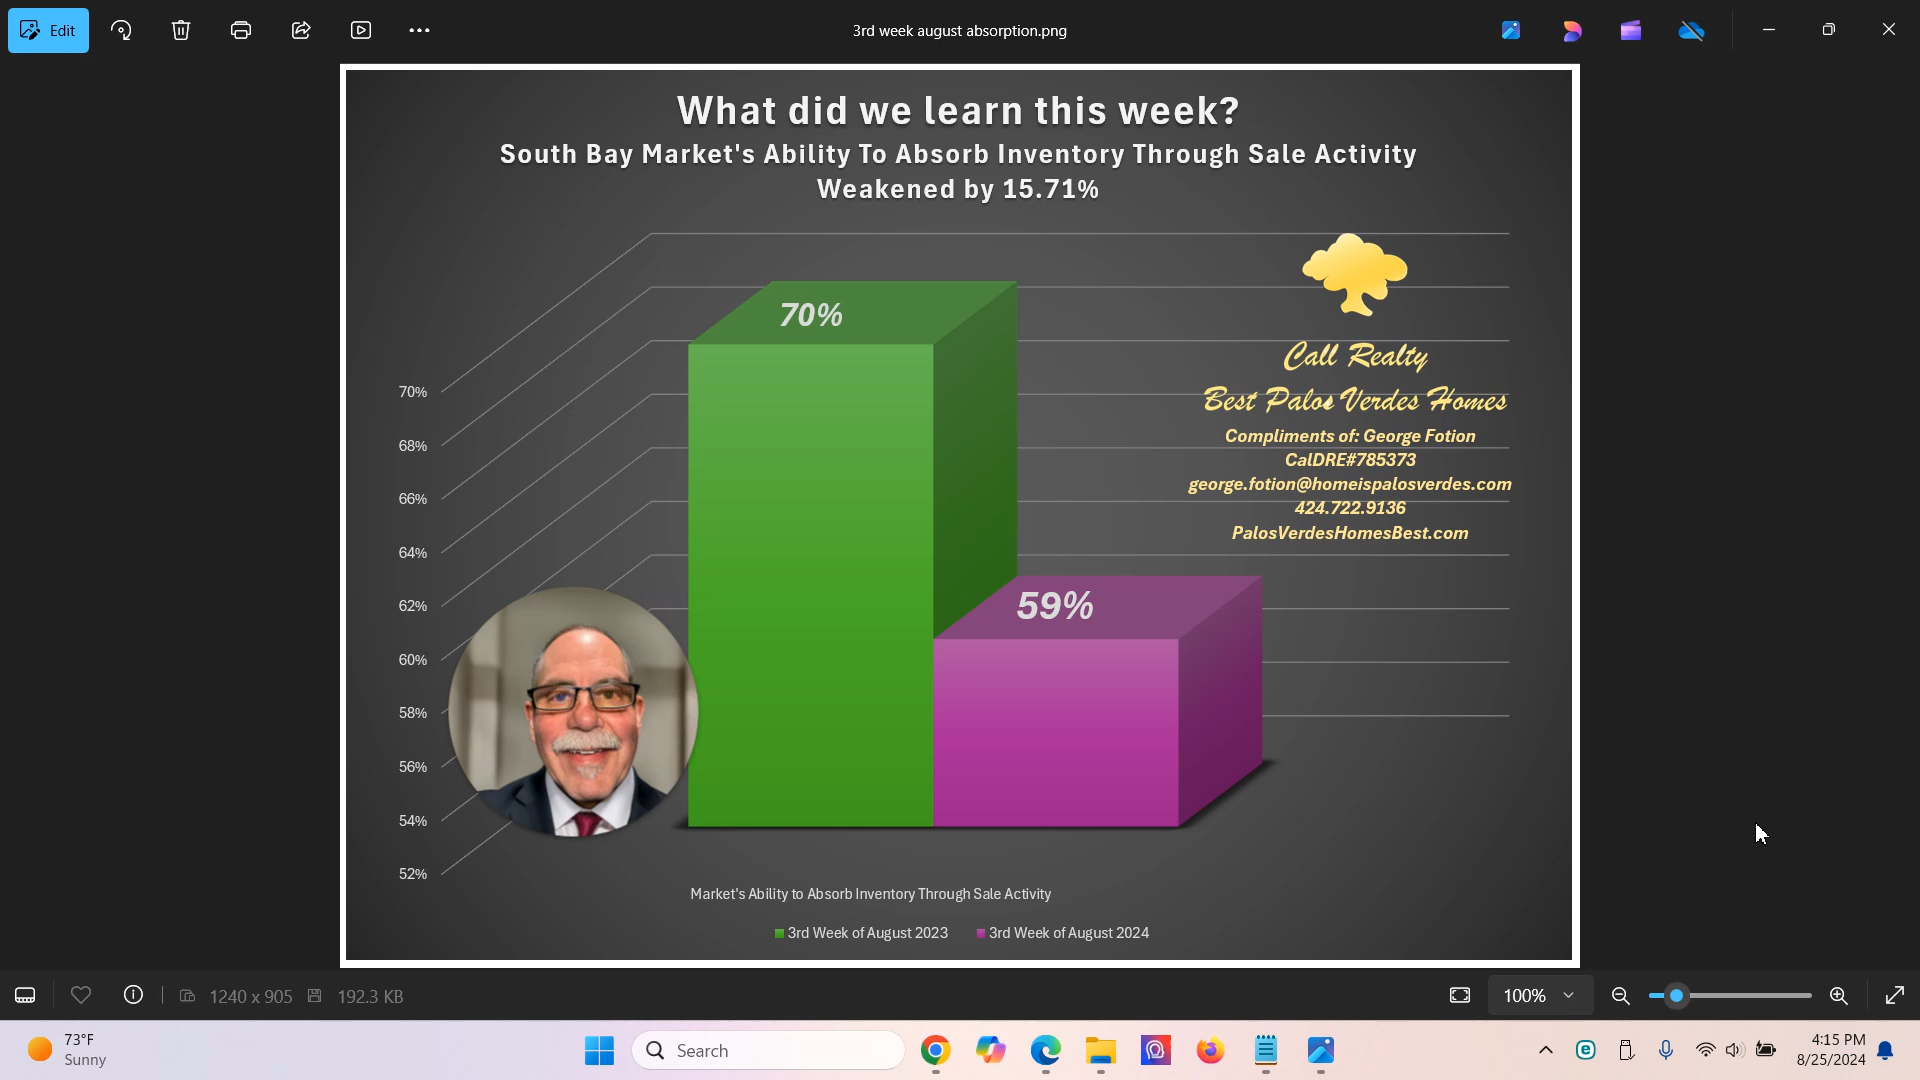 Edit
3rd week august absorption.png
What did we learn this week?
South Bay Market's Ability To Absorb Inventory Through Sale Activity
Weakened by 15.71%
70%
59%
Call Realty
Best Palos Verdes Homes
Compliments of: George Fotion
CalDRE#785373
george.fotion@homeispalosverdes.com
424.722.9136
PalosVerdesHomesBest.com
70%
68%
66%
64%
62%
60%
58%
56%
54%
52%
Market's Ability to Absorb Inventory Through Sale Activity
3rd Week of August 2023
3rd Week of August 2024
1240 x 905
192.3 KB
100%
73°F
Sunny
Search
4:15 PM
8/25/2024